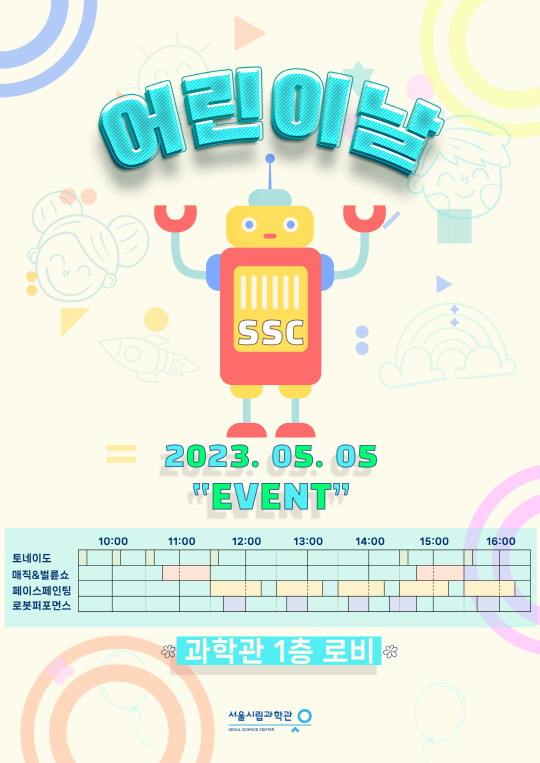 어린이날
SSC
2023. 05. 05
"EVENT"
10:00 11:00 12:00 13:00 14:00 15:00 16:00
토네이도
매직&벌륜쇼
페이스페인팅
로봇퍼포먼스
과학관 1층 로비
서울시립과학관
SEOUL SCIENCE CENTER